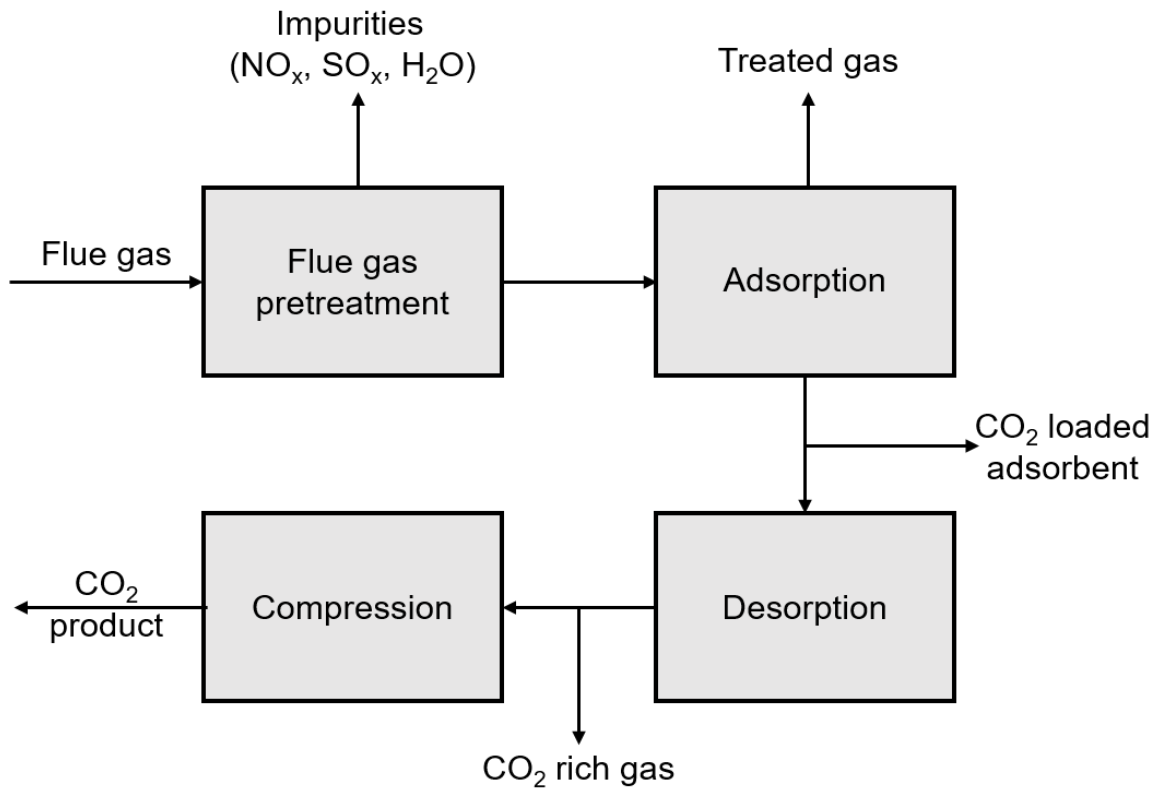 Impurities
(NOₓ, SOₓ, H₂O)
Treated gas
Flue gas
Flue gas
pretreatment
Adsorption
CO₂ loaded
adsorbent
CO₂
product
Compression
Desorption
CO₂ rich gas